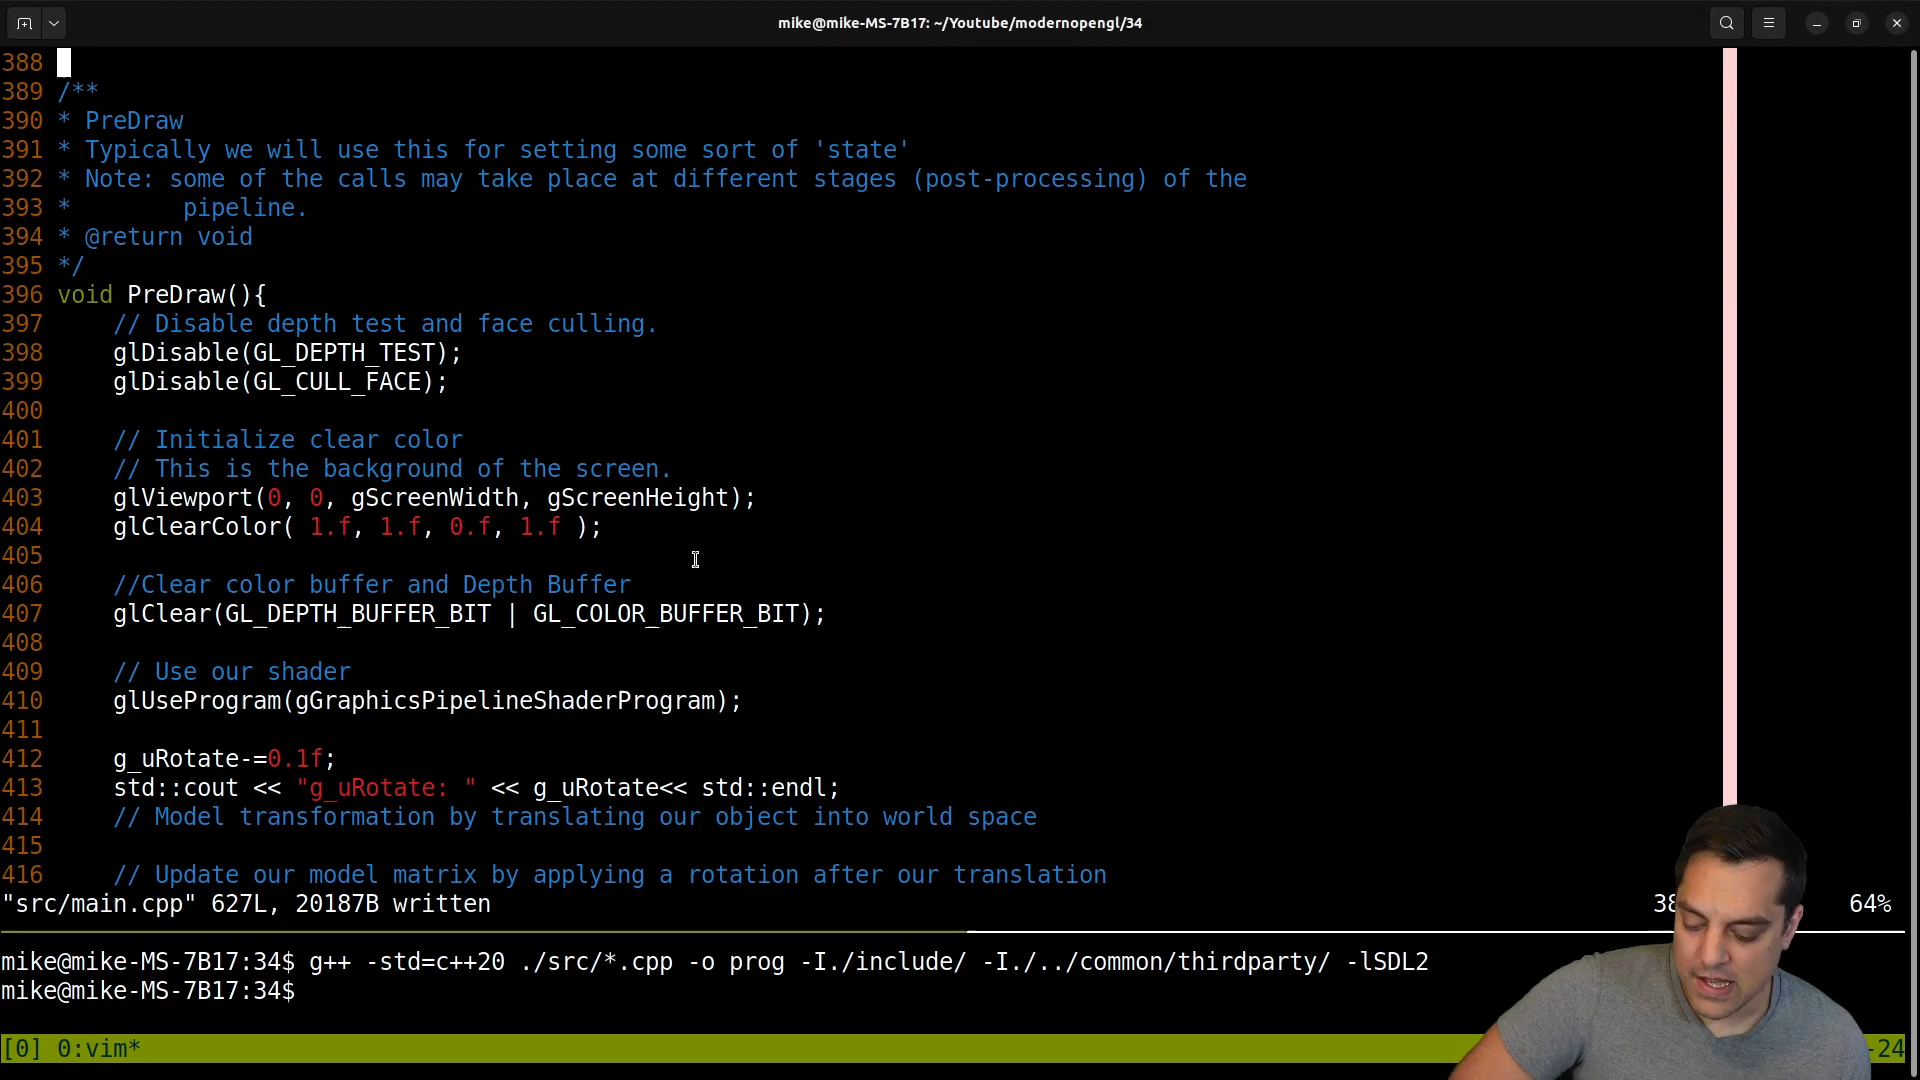 mike@mike-MS-7B17: ~/Youtube/modernopengl/34
388
389 /**
390 * PreDraw
391 * Typically we will use this for setting some sort of 'state'
392 * Note: some of the calls may take place at different stages (post-processing) of the
393 *        pipeline.
394 * @return void
395 */
396 void PreDraw(){
397     // Disable depth test and face culling.
398     glDisable(GL_DEPTH_TEST);
399     glDisable(GL_CULL_FACE);
400
401     // Initialize clear color
402     // This is the background of the screen.
403     glViewport(0, 0, gScreenWidth, gScreenHeight);
404     glClearColor( 1.f, 1.f, 0.f, 1.f );
405
406     //Clear color buffer and Depth Buffer
407     glClear(GL_DEPTH_BUFFER_BIT | GL_COLOR_BUFFER_BIT);
408
409     // Use our shader
410     glUseProgram(gGraphicsPipelineShaderProgram);
411
412     g_uRotate-=0.1f;
413     std::cout << "g_uRotate: " << g_uRotate<< std::endl;
414     // Model transformation by translating our object into world space
415
416     // Update our model matrix by applying a rotation after our translation
"src/main.cpp" 627L, 20187B written 64%
mike@mike-MS-7B17:34$ g++ -std=c++20 ./src/*.cpp -o prog -I./include/ -I./../common/thirdparty/ -lSDL2
mike@mike-MS-7B17:34$
[0] 0:vim* -24